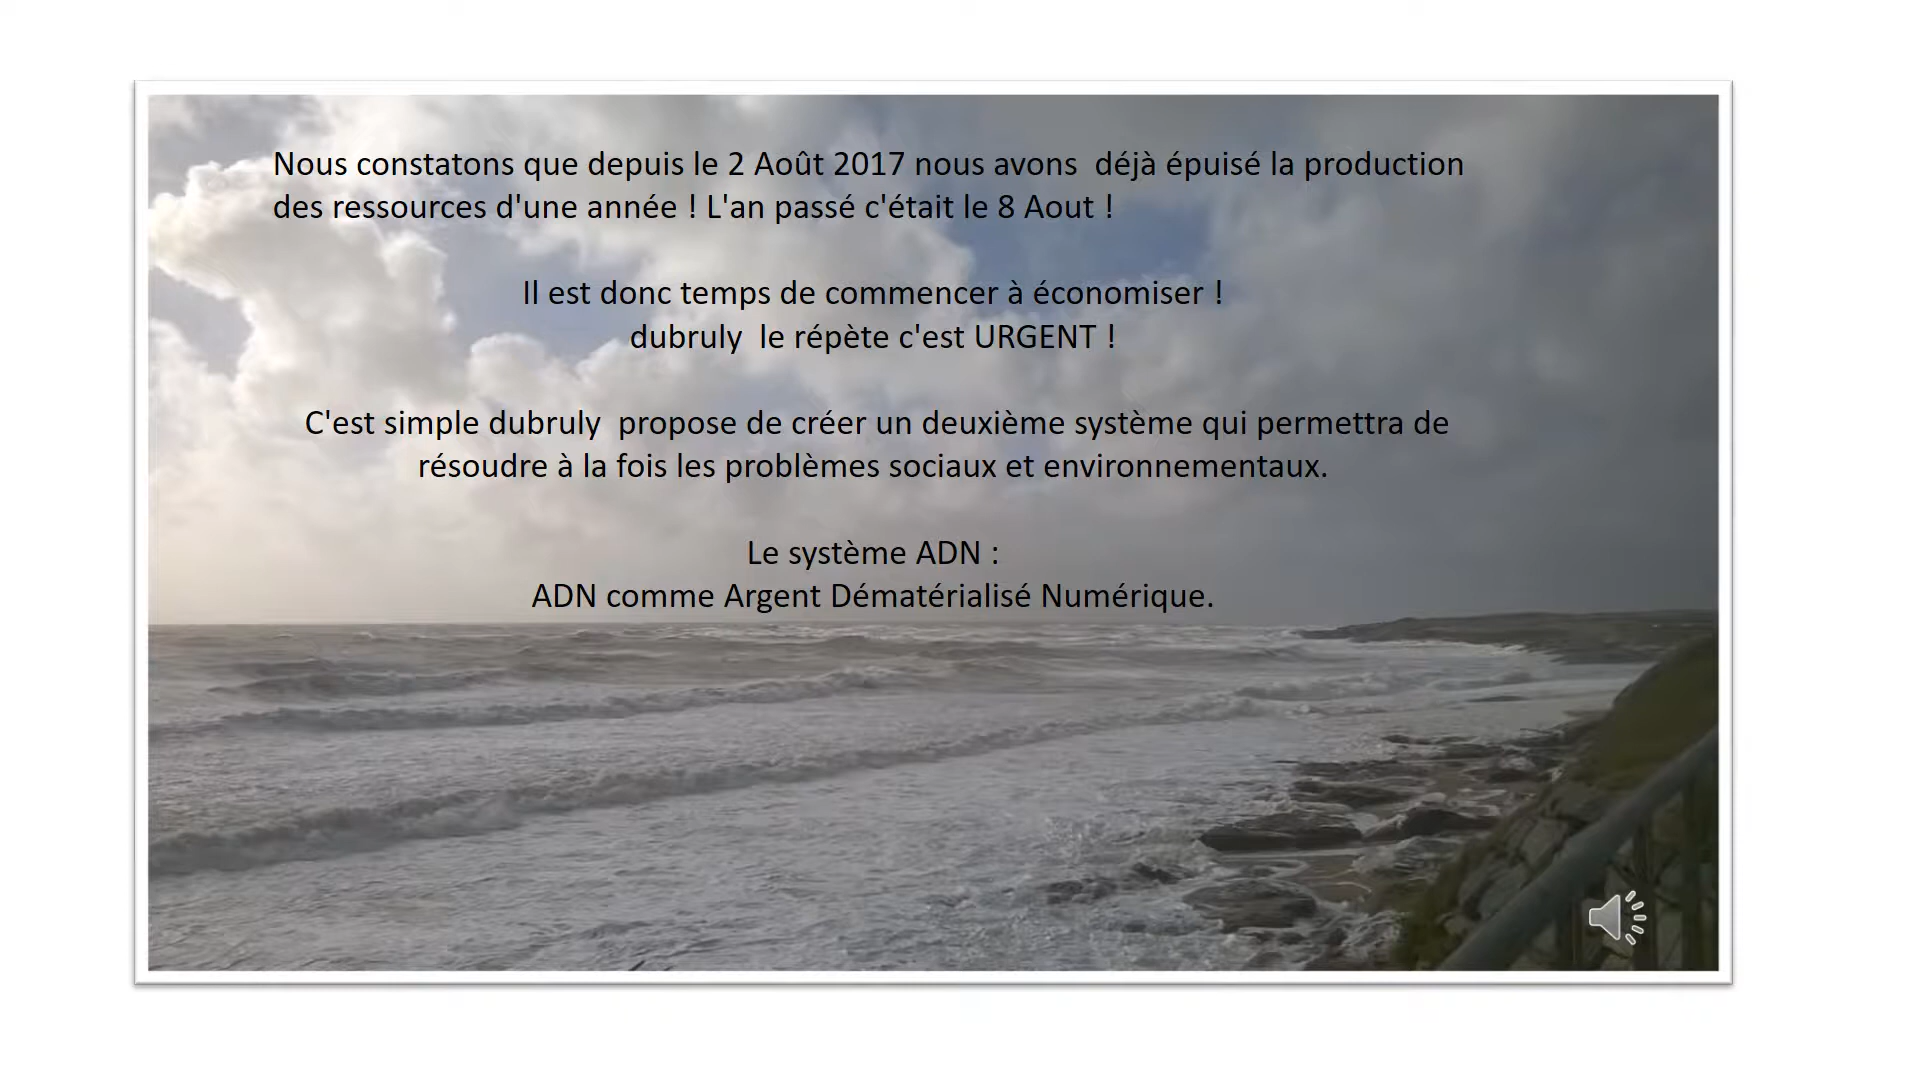 Nous constatons que depuis le 2 Août 2017 nous avons  déjà épuisé la production
des ressources d'une année ! L'an passé c'était le 8 Aout !
Il est donc temps de commencer à économiser !
dubruly  le répète c'est URGENT !
C'est simple dubruly  propose de créer un deuxième système qui permettra de
résoudre à la fois les problèmes sociaux et environnementaux.
Le système ADN :
ADN comme Argent Dématérialisé Numérique.